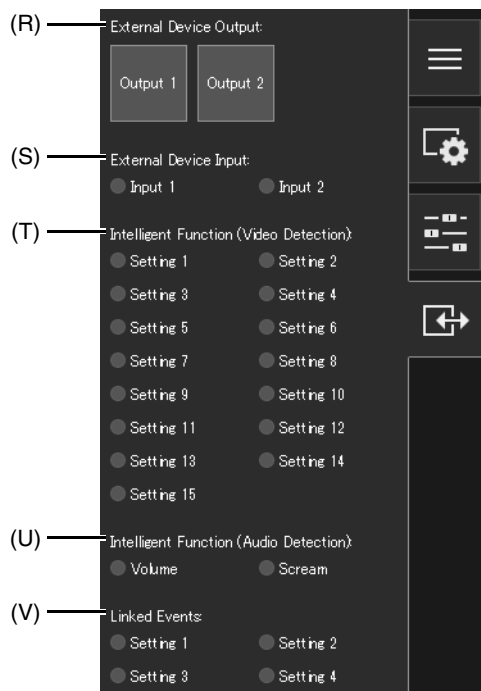 (R) External Device Output:
Output 1 Output 2
(S) External Device Input:
Input 1 Input 2
(T) Intelligent Function (Video Detection):
Setting 1 Setting 2
Setting 3 Setting 4
Setting 5 Setting 6
Setting 7 Setting 8
Setting 9 Setting 10
Setting 11 Setting 12
Setting 13 Setting 14
Setting 15
(U) Intelligent Function (Audio Detection):
Volume Scream
(V) Linked Events:
Setting 1 Setting 2
Setting 3 Setting 4